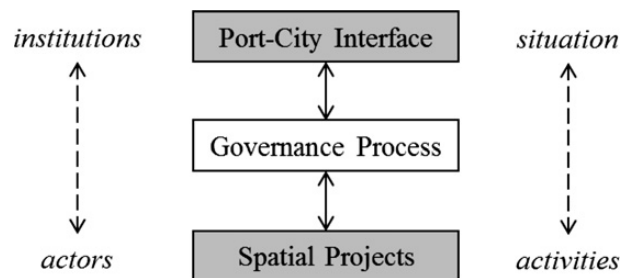 institutions Port-City Interface situation
Governance Process
actors Spatial Projects activities